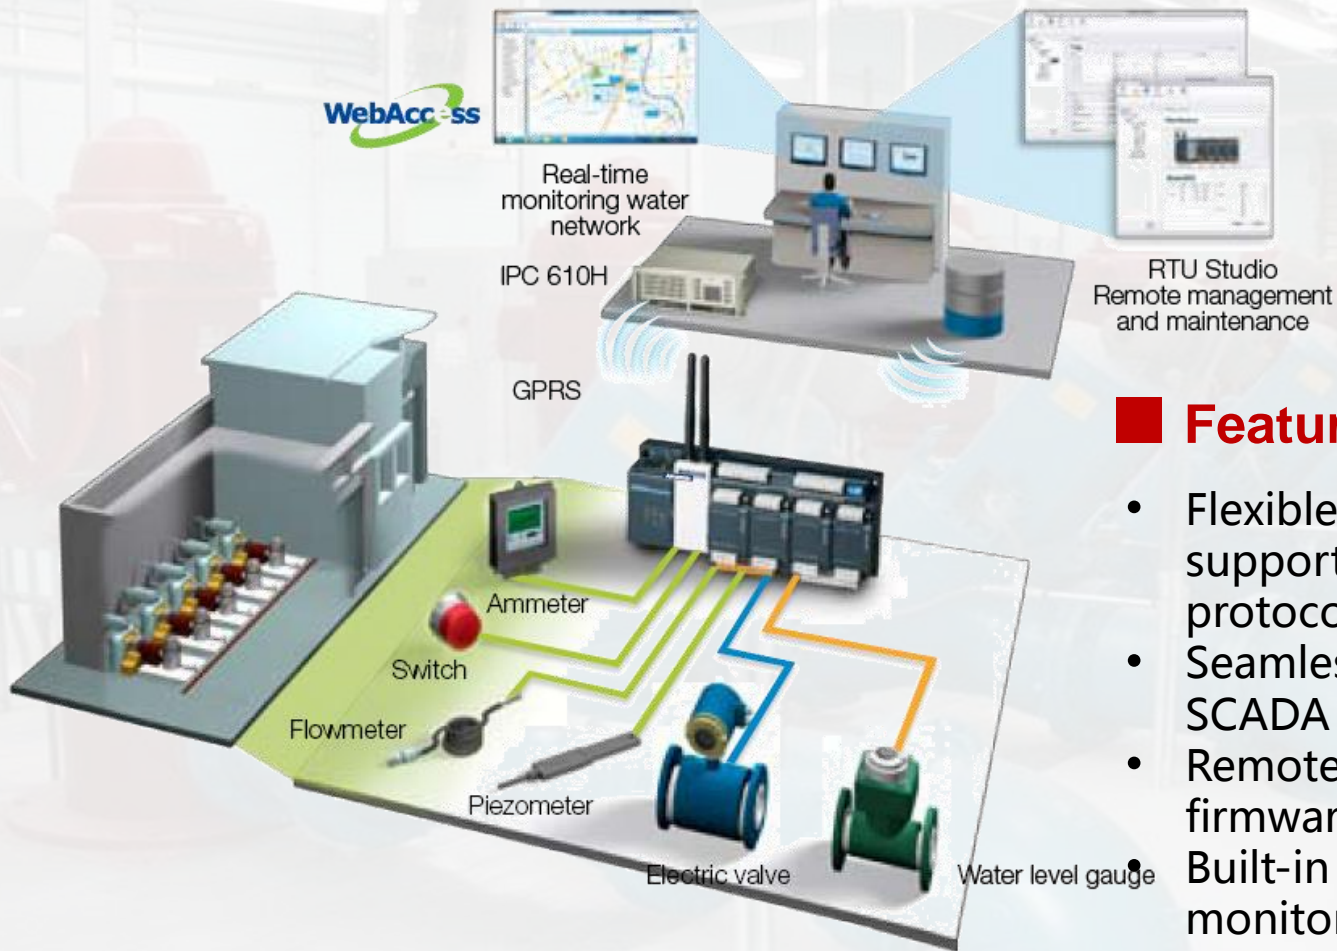 WebAccess
Real-time
monitoring water
network
IPC 610H
RTU Studio
Remote management
and maintenance
GPRS
Ammeter
Switch
Flowmeter
Piezometer
Electric valve
Water level gauge
Featur
• Flexible
support
protoco
• Seamles
SCADA
• Remote
firmwar
• Built-in
monitor